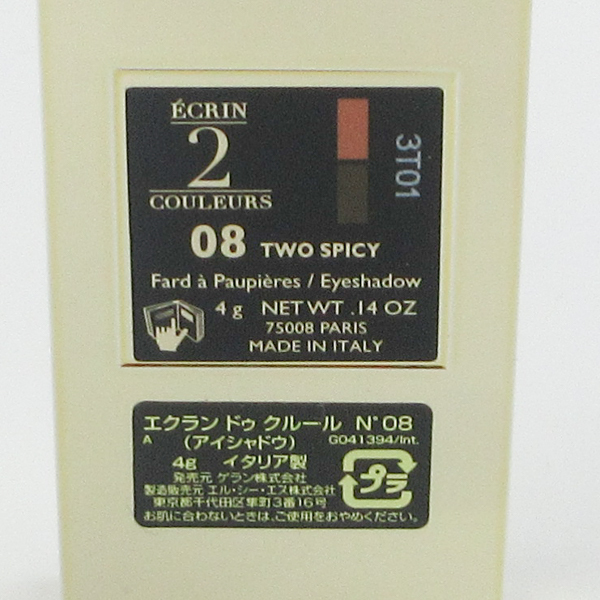 ÉCRIN
2
COULEURS
3T01
08 TWO SPICY
Fard à Paupières / Eyeshadow
4 g NET WT .14 OZ
75008 PARIS
MADE IN ITALY
エクラン ドゥ クルール N°08
A (アイシャドウ) G041394/Int.
4g イタリア製
発売元 ゲラン株式会社
製造販売元 エル・シー・エス株式会社
東京都千代田区隼町3番16号
お肌に合わないときは、ご使用をおやめください。
プラ